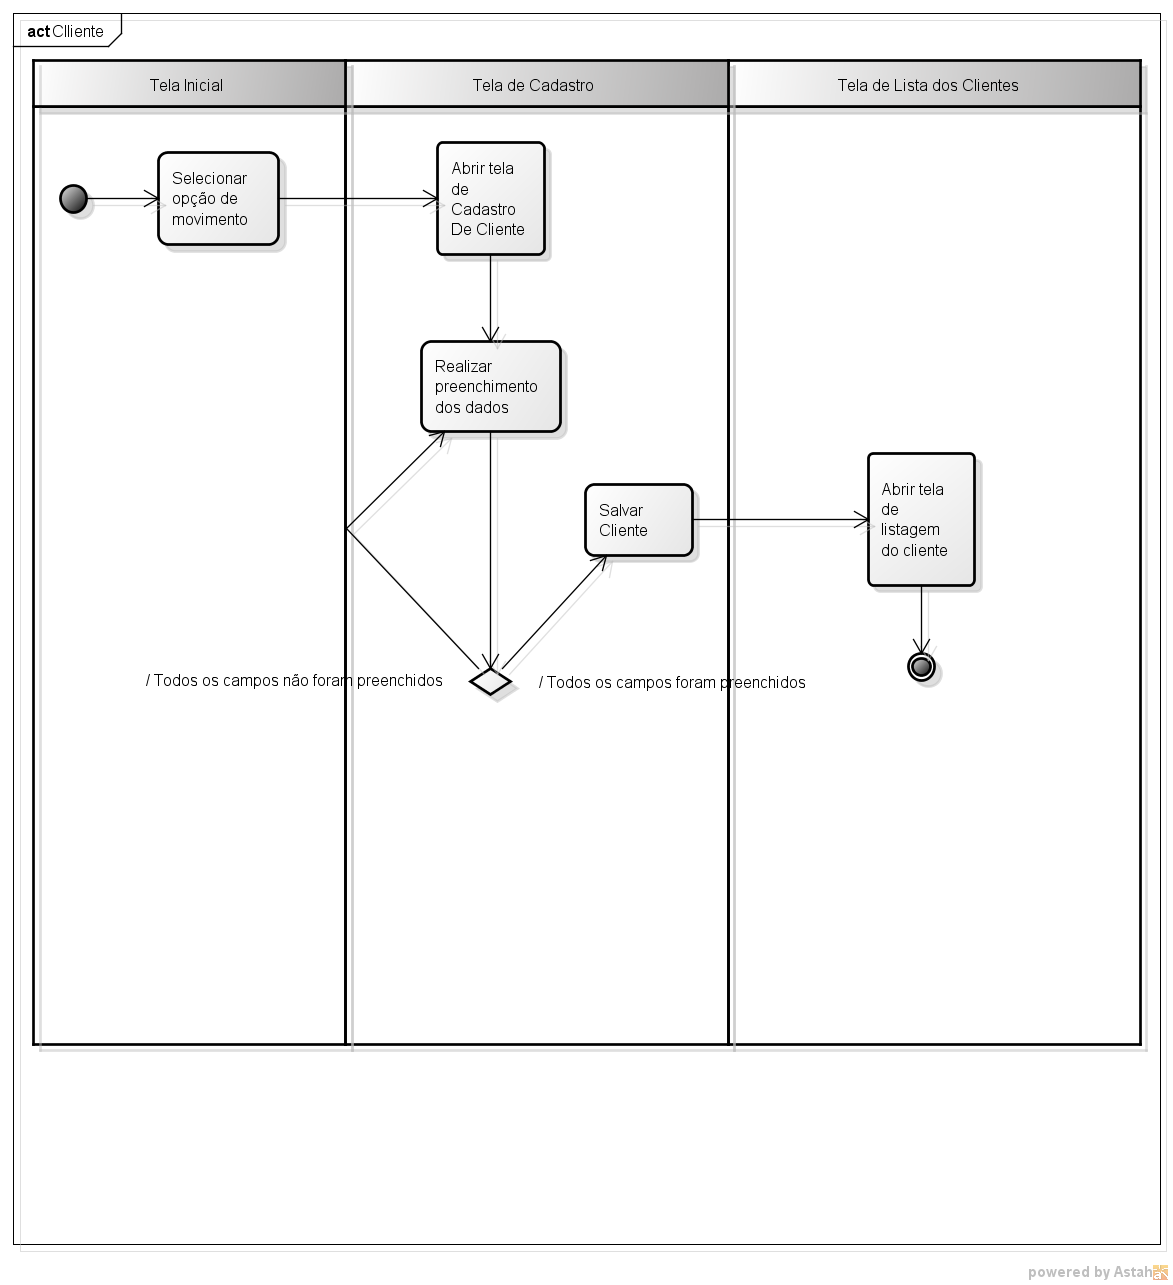 act Clliente
Tela Inicial
Tela de Cadastro
Tela de Lista dos Clientes
Selecionar
opção de
movimento
Abrir tela
de
Cadastro
De Cliente
Realizar
preenchimento
dos dados
Salvar
Cliente
Abrir tela
de
listagem
do cliente
/ Todos os campos não foram preenchidos
/ Todos os campos foram preenchidos
powered by Astah